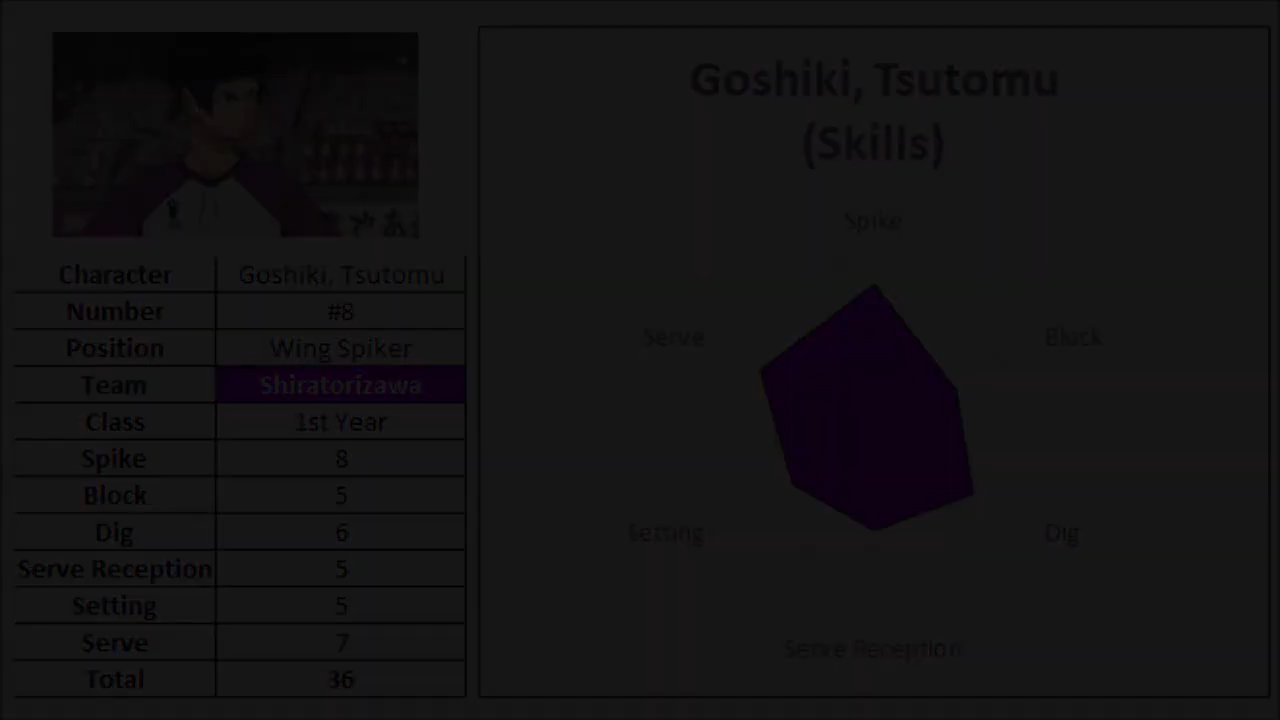 Goshiki, Tsutomu
(Skills)
Character Goshiki, Tsutomu
Number #8
Position Wing Spiker
Team Shiratorizawa
Class 1st Year
Spike 8
Block 5
Dig 6
Serve Reception 5
Setting 5
Serve 7
Total 36
Spike
Serve
Block
Setting
Dig
Serve Reception